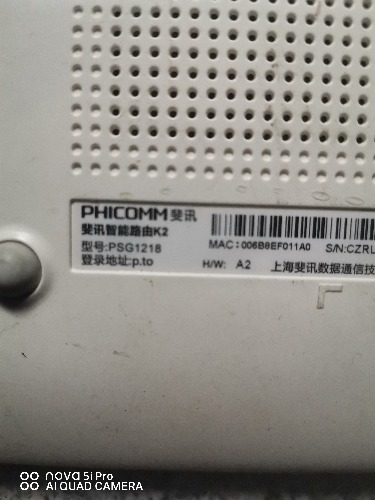 PHICOMM 斐讯
斐讯智能路由K2
型号:PSG1218
MAC:006B8EF011A0 S/N:CZRL
登录地址:p.to
H/W: A2 上海斐讯数据通信技
nova 5i Pro
AI QUAD CAMERA